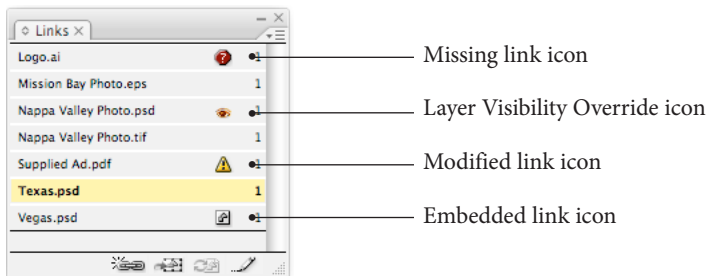 Links
Logo.ai 1 Missing link icon
Mission Bay Photo.eps 1
Nappa Valley Photo.psd 1 Layer Visibility Override icon
Nappa Valley Photo.tif 1
Supplied Ad.pdf 1 Modified link icon
Texas.psd 1
Vegas.psd 1 Embedded link icon